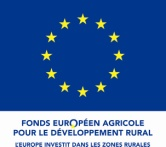 FONDS EUROPÉEN AGRICOLE
POUR LE DÉVELOPPEMENT RURAL
L'EUROPE INVESTIT DANS LES ZONES RURALES